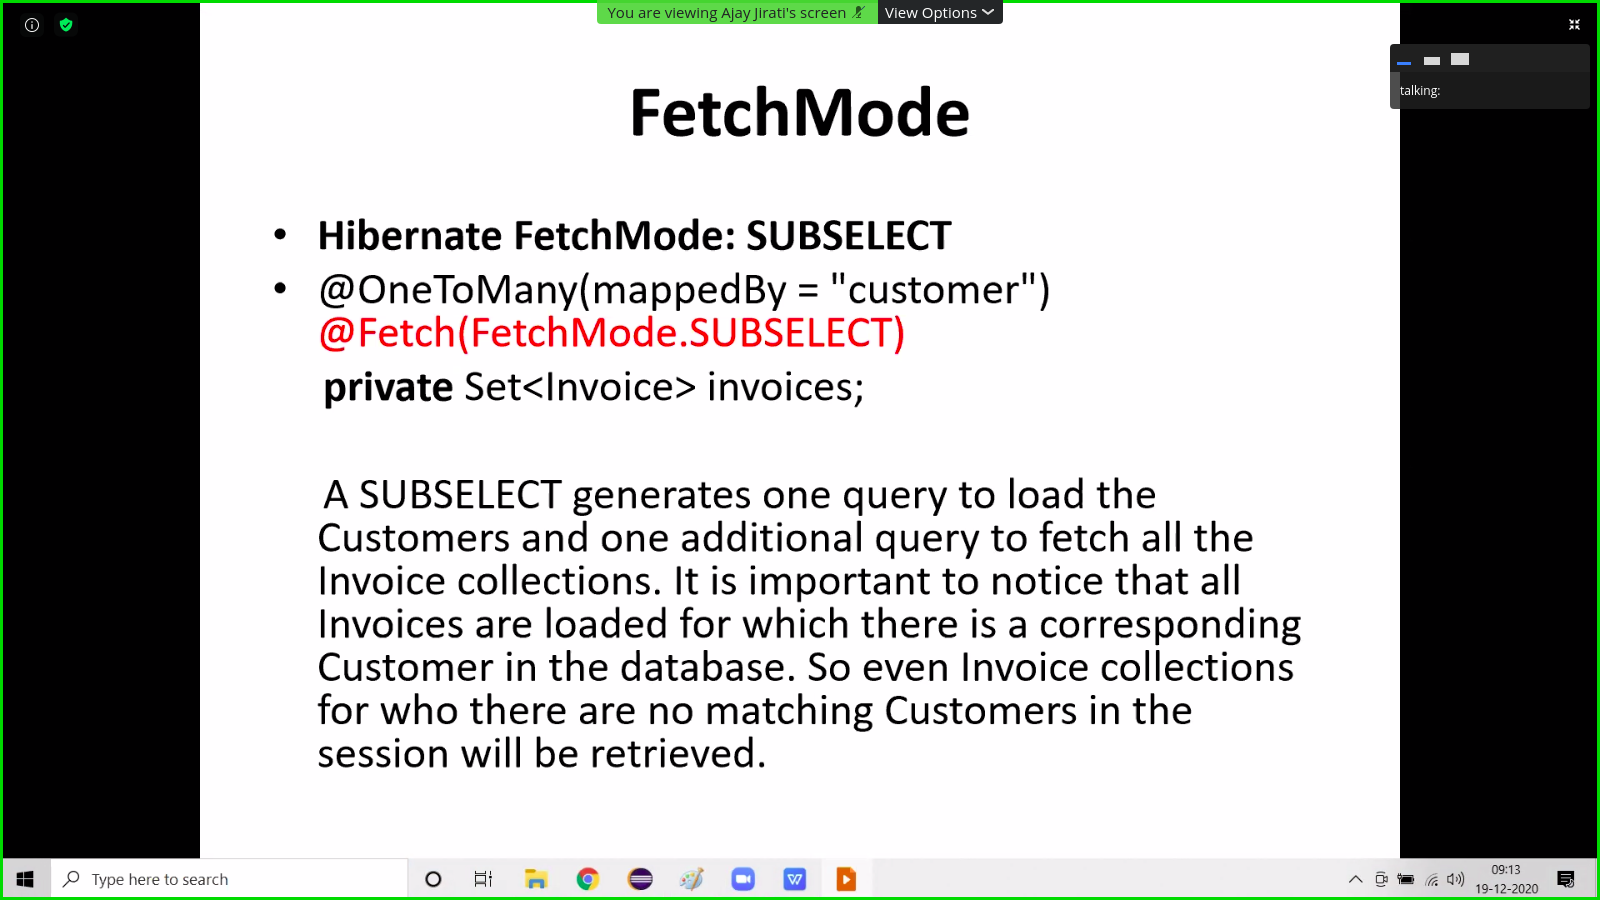 You are viewing Ajay Jirati's screen View Options
talking:
FetchMode
• Hibernate FetchMode: SUBSELECT
• @OneToMany(mappedBy = "customer")
@Fetch(FetchMode.SUBSELECT)
private Set<Invoice> invoices;
A SUBSELECT generates one query to load the
Customers and one additional query to fetch all the
Invoice collections. It is important to notice that all
Invoices are loaded for which there is a corresponding
Customer in the database. So even Invoice collections
for who there are no matching Customers in the
session will be retrieved.
Type here to search
09:13
19-12-2020